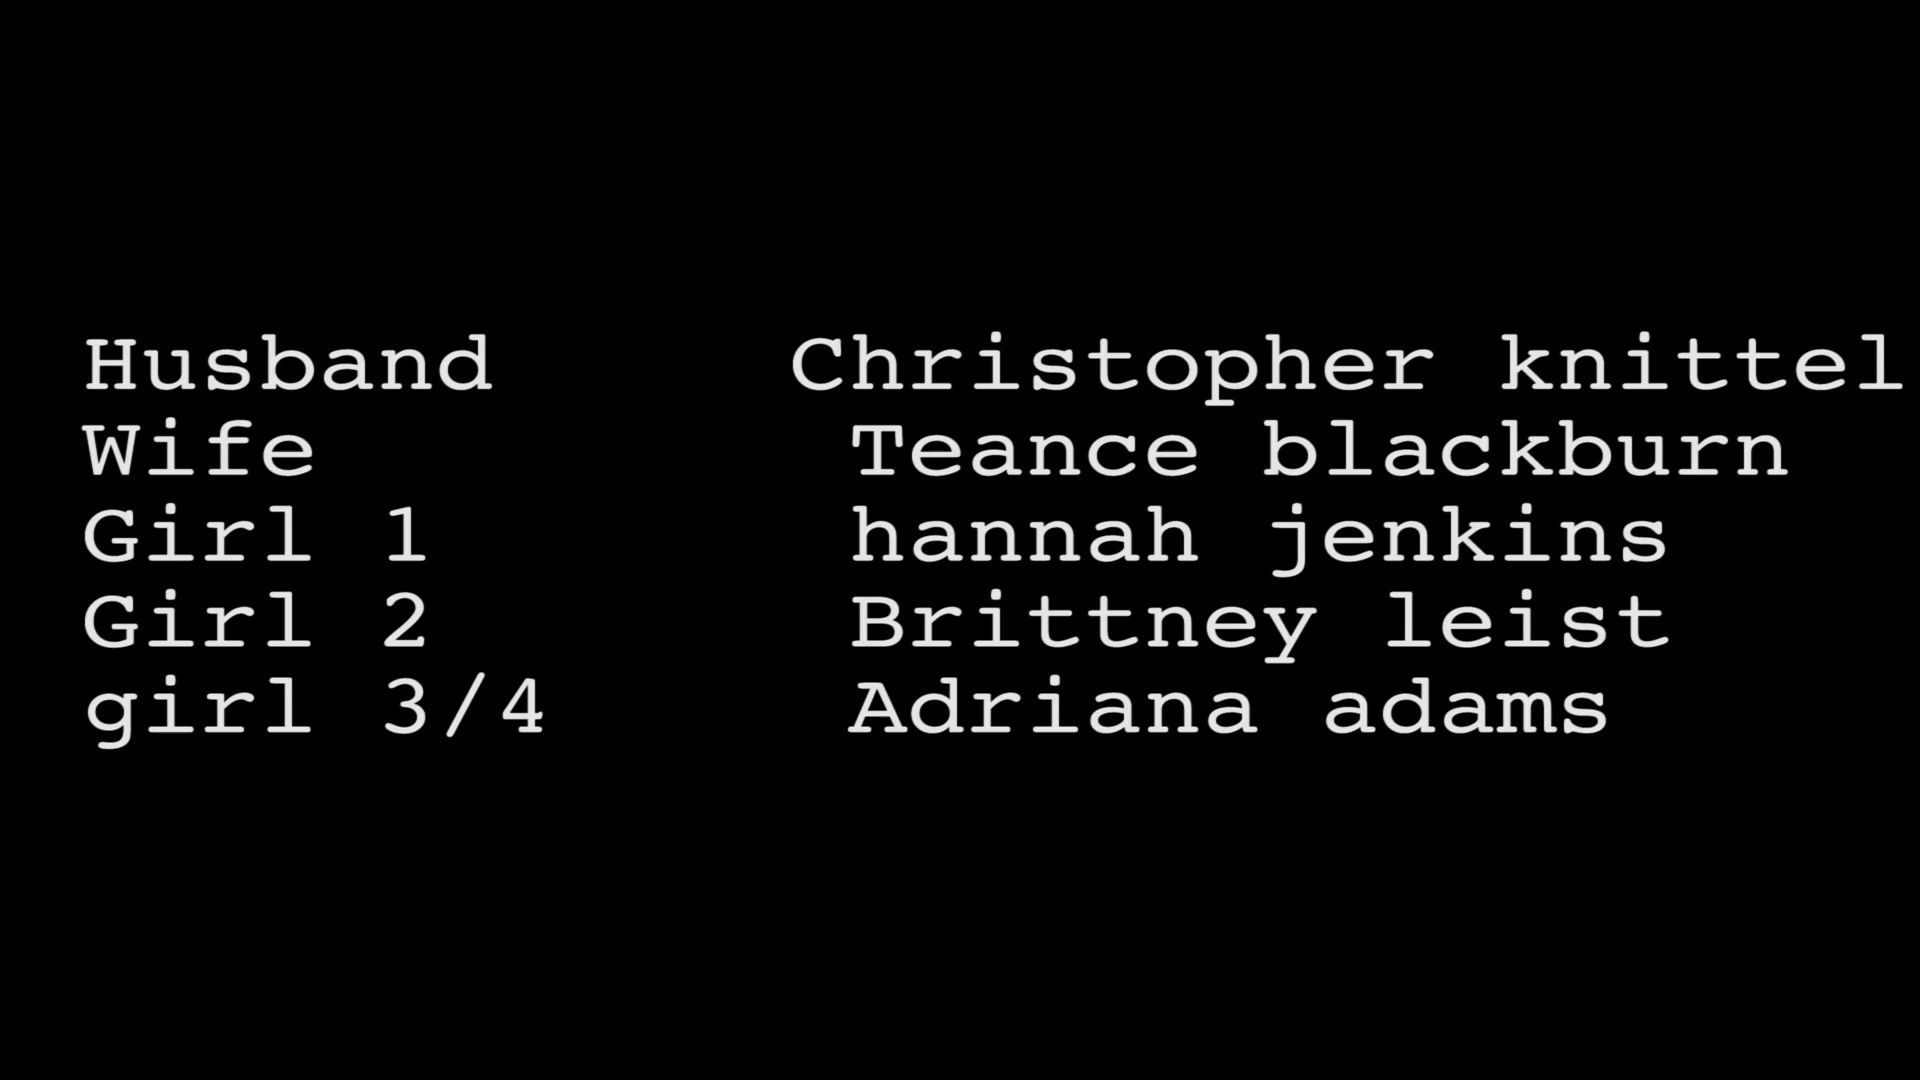 Husband Christopher knittel
Wife Teance blackburn
Girl 1 hannah jenkins
Girl 2 Brittney leist
girl 3/4 Adriana adams